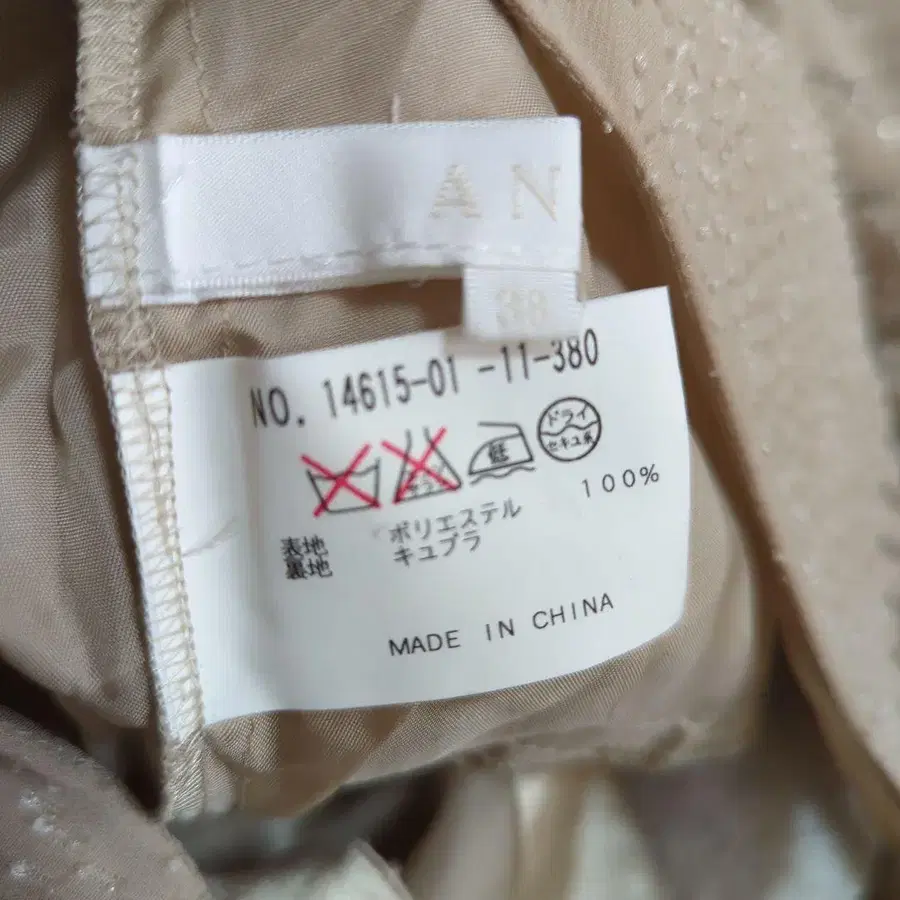 AN
38
NO. 14615-01 -11-380
低 ドライ
セキユ系
表地 ポリエステル 100%
裏地 キュプラ
MADE IN CHINA